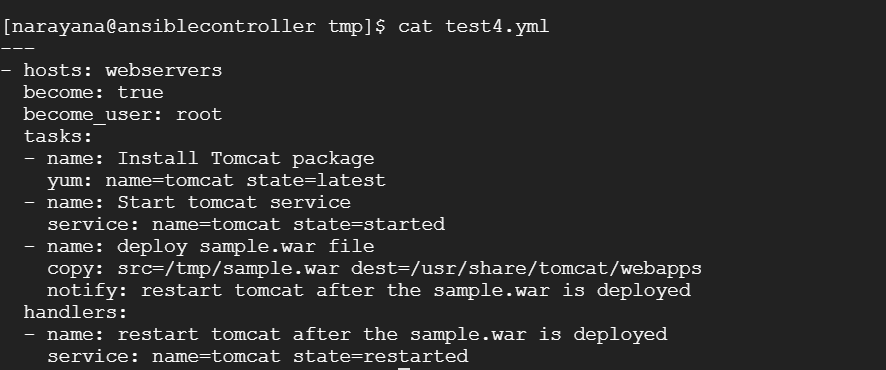 [narayana@ansiblecontroller tmp]$ cat test4.yml
---
- hosts: webservers
  become: true
  become_user: root
  tasks:
  - name: Install Tomcat package
    yum: name=tomcat state=latest
  - name: Start tomcat service
    service: name=tomcat state=started
  - name: deploy sample.war file
    copy: src=/tmp/sample.war dest=/usr/share/tomcat/webapps
    notify: restart tomcat after the sample.war is deployed
  handlers:
  - name: restart tomcat after the sample.war is deployed
    service: name=tomcat state=restarted